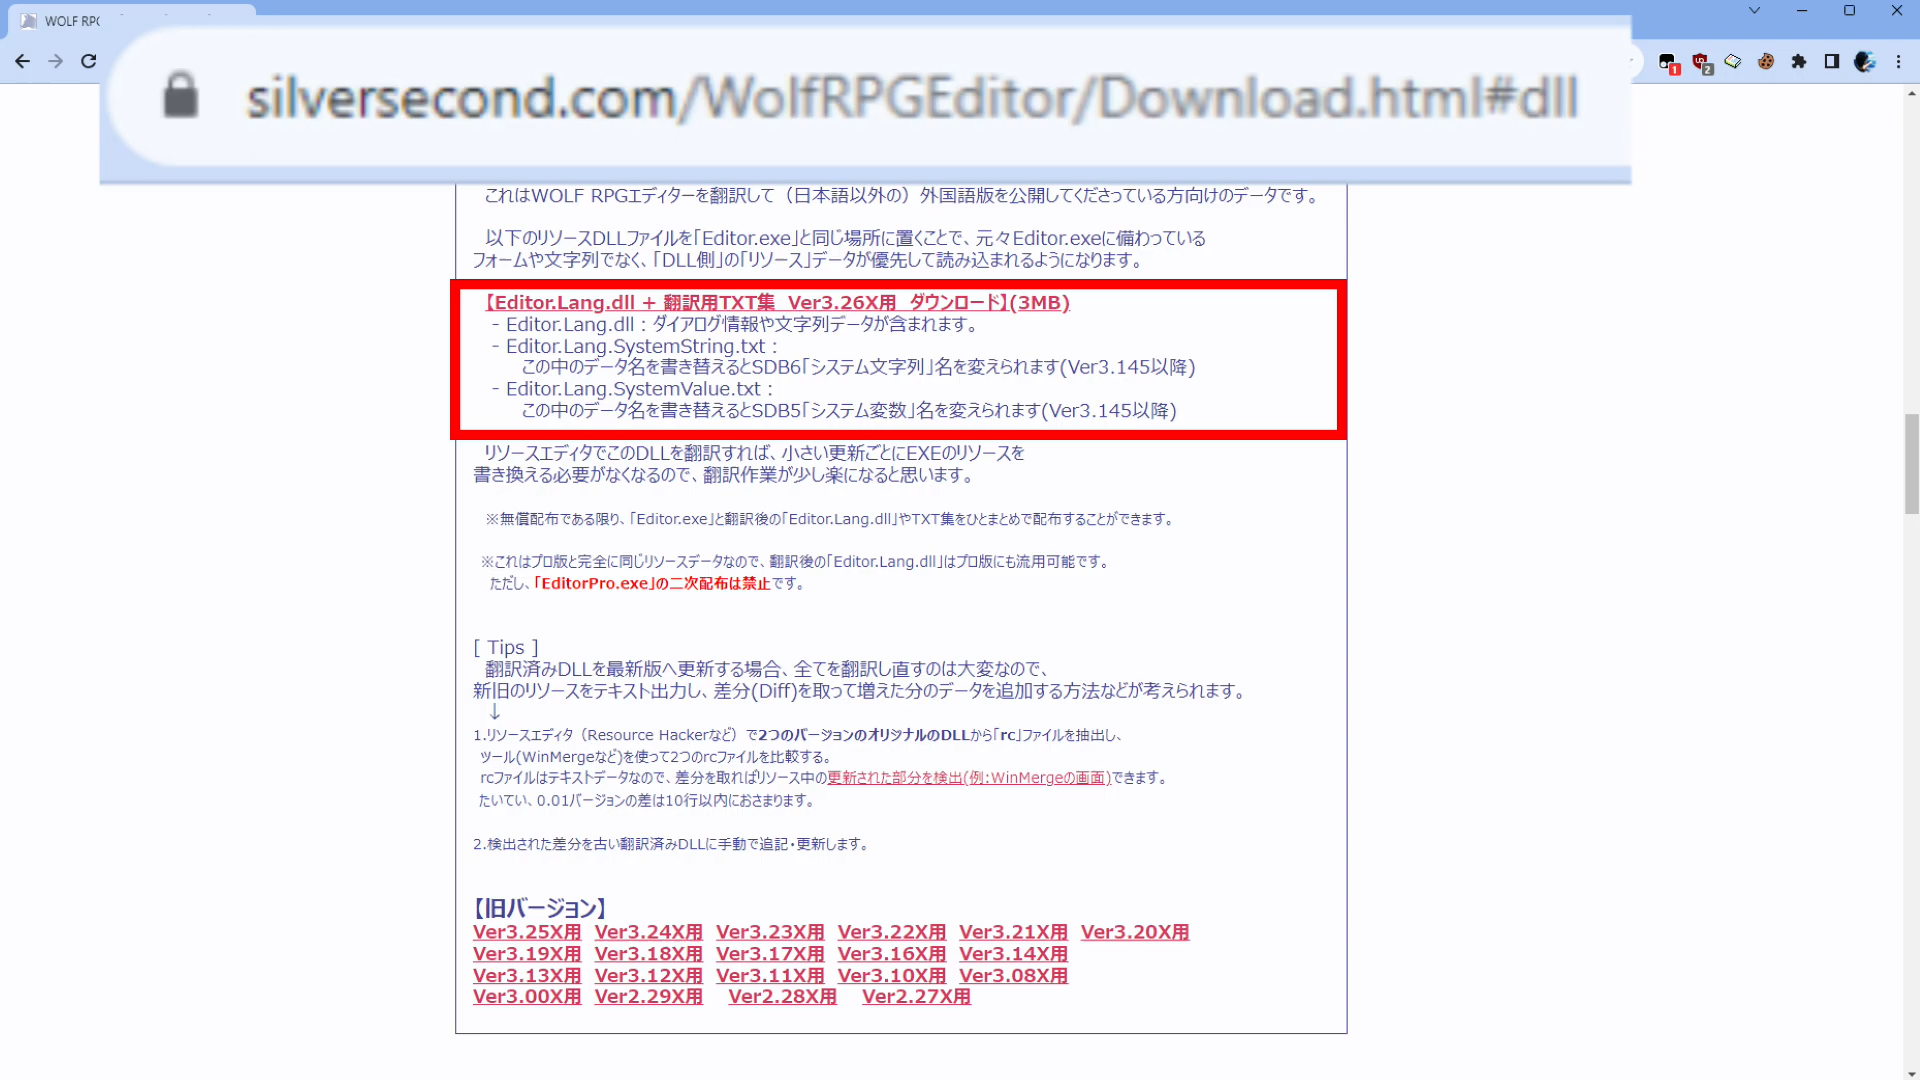 WOLF RPG
silversecond.com/WolfRPGEditor/Download.html#dll
1
2
これはWOLF RPGエディターを翻訳して（日本語以外の）外国語版を公開してくださっている方向けのデータです。
以下のリソースDLLファイルを「Editor.exe」と同じ場所に置くことで、元々Editor.exeに備わっている
フォームや文字列でなく、「DLL側」の「リソース」データが優先して読み込まれるようになります。
【Editor.Lang.dll + 翻訳用TXT集　Ver3.26X用　ダウンロード】(3MB)
- Editor.Lang.dll : ダイアログ情報や文字列データが含まれます。
- Editor.Lang.SystemString.txt :
この中のデータ名を書き替えるとSDB6「システム文字列」名を変えられます(Ver3.145以降)
- Editor.Lang.SystemValue.txt :
この中のデータ名を書き替えるとSDB5「システム変数」名を変えられます(Ver3.145以降)
リソースエディタでこのDLLを翻訳すれば、小さい更新ごとにEXEのリソースを
書き換える必要がなくなるので、翻訳作業が少し楽になると思います。
※無償配布である限り、「Editor.exe」と翻訳後の「Editor.Lang.dll」やTXT集をひとまとめで配布することができます。
※これはプロ版と完全に同じリソースデータなので、翻訳後の「Editor.Lang.dll」はプロ版にも流用可能です。
ただし、「EditorPro.exe」の二次配布は禁止です。
[ Tips ]
翻訳済みDLLを最新版へ更新する場合、全てを翻訳し直すのは大変なので、
新旧のリソースをテキスト出力し、差分(Diff)を取って増えた分のデータを追加する方法などが考えられます。
↓
1.リソースエディタ（Resource Hackerなど）で2つのバージョンのオリジナルのDLLから「rc」ファイルを抽出し、
ツール(WinMergeなど)を使って2つのrcファイルを比較する。
rcファイルはテキストデータなので、差分を取ればリソース中の更新された部分を検出(例:WinMergeの画面)できます。
たいてい、0.01バージョンの差は10行以内におさまります。
2.検出された差分を古い翻訳済みDLLに手動で追記・更新します。
【旧バージョン】
Ver3.25X用 Ver3.24X用 Ver3.23X用 Ver3.22X用 Ver3.21X用 Ver3.20X用
Ver3.19X用 Ver3.18X用 Ver3.17X用 Ver3.16X用 Ver3.14X用
Ver3.13X用 Ver3.12X用 Ver3.11X用 Ver3.10X用 Ver3.08X用
Ver3.00X用 Ver2.29X用 Ver2.28X用 Ver2.27X用